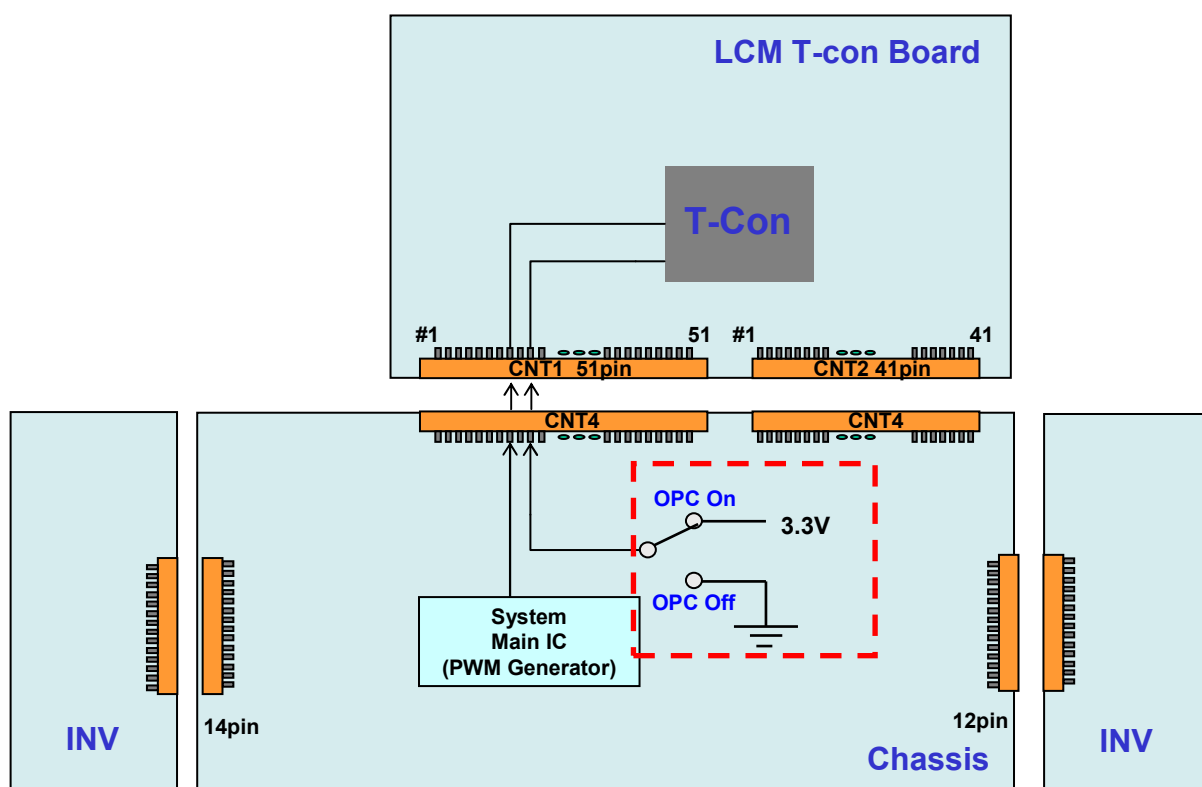 LCM T-con Board
T-Con
#1
51
#1
41
CNT1 51pin
CNT2 41pin
CNT4
CNT4
OPC On
3.3V
OPC Off
System
Main IC
(PWM Generator)
14pin
12pin
INV
Chassis
INV